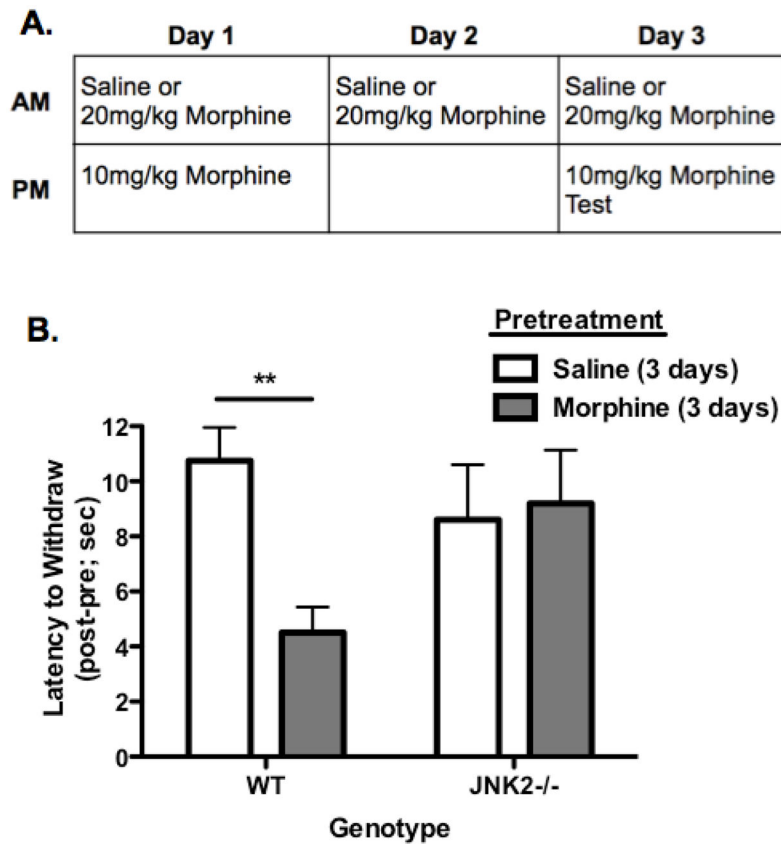 A.
Day 1 Day 2 Day 3
AM
Saline or
20mg/kg Morphine
Saline or
20mg/kg Morphine
Saline or
20mg/kg Morphine
PM
10mg/kg Morphine
10mg/kg Morphine
Test
B.
Pretreatment
Saline (3 days)
Morphine (3 days)
**
Latency to Withdraw
(post-pre; sec)
12
10
8
6
4
2
0
WT JNK2-/-
Genotype